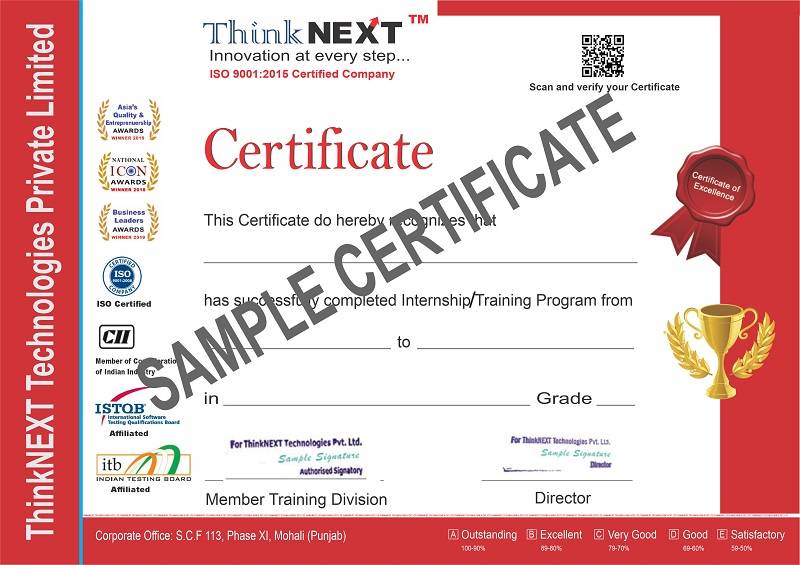 ThinkNEXT Technologies Private Limited
Think NEXT TM
Innovation at every step...
ISO 9001:2015 Certified Company
Scan and verify your Certificate
Asia's
Quality &
Entrepreneurship
AWARDS
WINNER 2019
NATIONAL
ICON
AWARDS
WINNER 2018
Business
Leaders
AWARDS
WINNER 2019
CERTIFIED
ISO
9001:2008
COMPANY
ISO Certified
CII
Member of Confederation
of Indian Industry
ISTQB®
International Software
Testing Qualifications Board
Affiliated
itb
INDIAN TESTING BOARD
Affiliated
Certificate
This Certificate do hereby recognizes that
has successfully completed Internship/Training Program from
to
in Grade
SAMPLE CERTIFICATE
Certificate of
Excellence
For ThinkNEXT Technologies Pvt. Ltd.
Sample Signature
Authorised Signatory
Member Training Division
For ThinkNEXT Technologies Pvt. Ltd.
Sample Signature
Director
Director
Corporate Office: S.C.F 113, Phase XI, Mohali (Punjab)
A Outstanding B Excellent C Very Good D Good E Satisfactory
100-90% 89-80% 79-70% 69-60% 59-50%